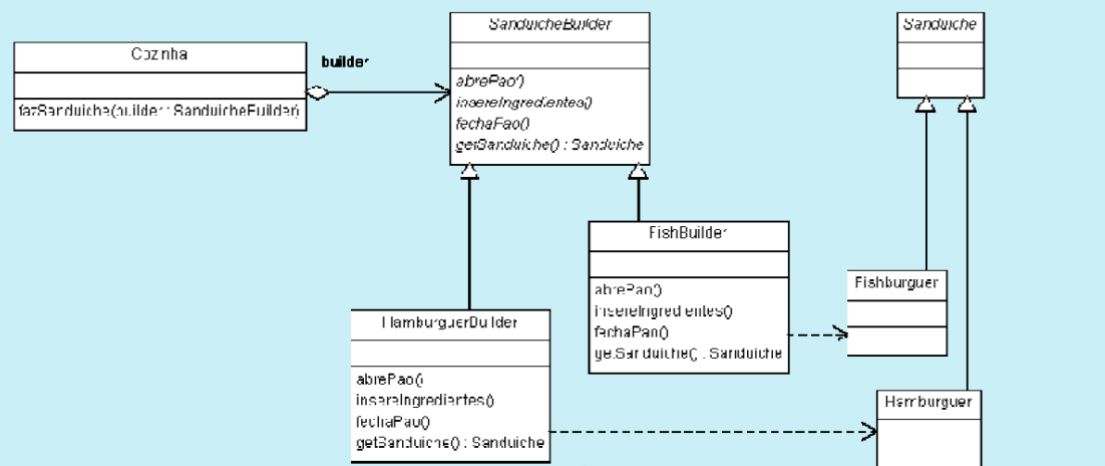 Cozinha
fazSanduiche(builder : SanduicheBuilder)
builder
SanduicheBuilder
abrePao()
insereIngredientes()
fechaPao()
getSanduiche() : Sanduiche
Sanduiche
FishBuilder
abrePao()
insereIngredientes()
fechaPao()
getSanduiche() : Sanduiche
Fishburguer
HamburguerBuilder
abrePao()
insereIngredientes()
fechaPao()
getSanduiche() : Sanduiche
Hamburguer